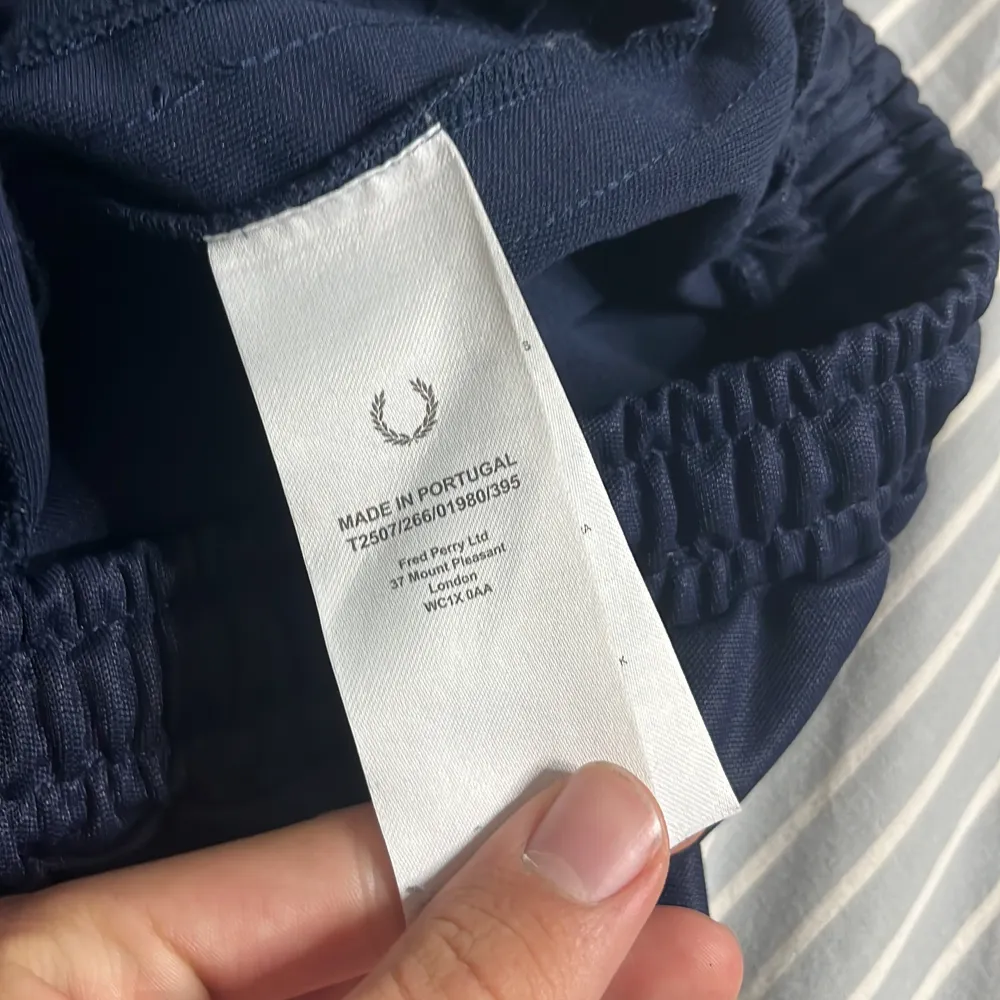 MADE IN PORTUGAL
T2507/266/01980/395
Fred Perry Ltd
37 Mount Pleasant
London
WC1X 0AA
K